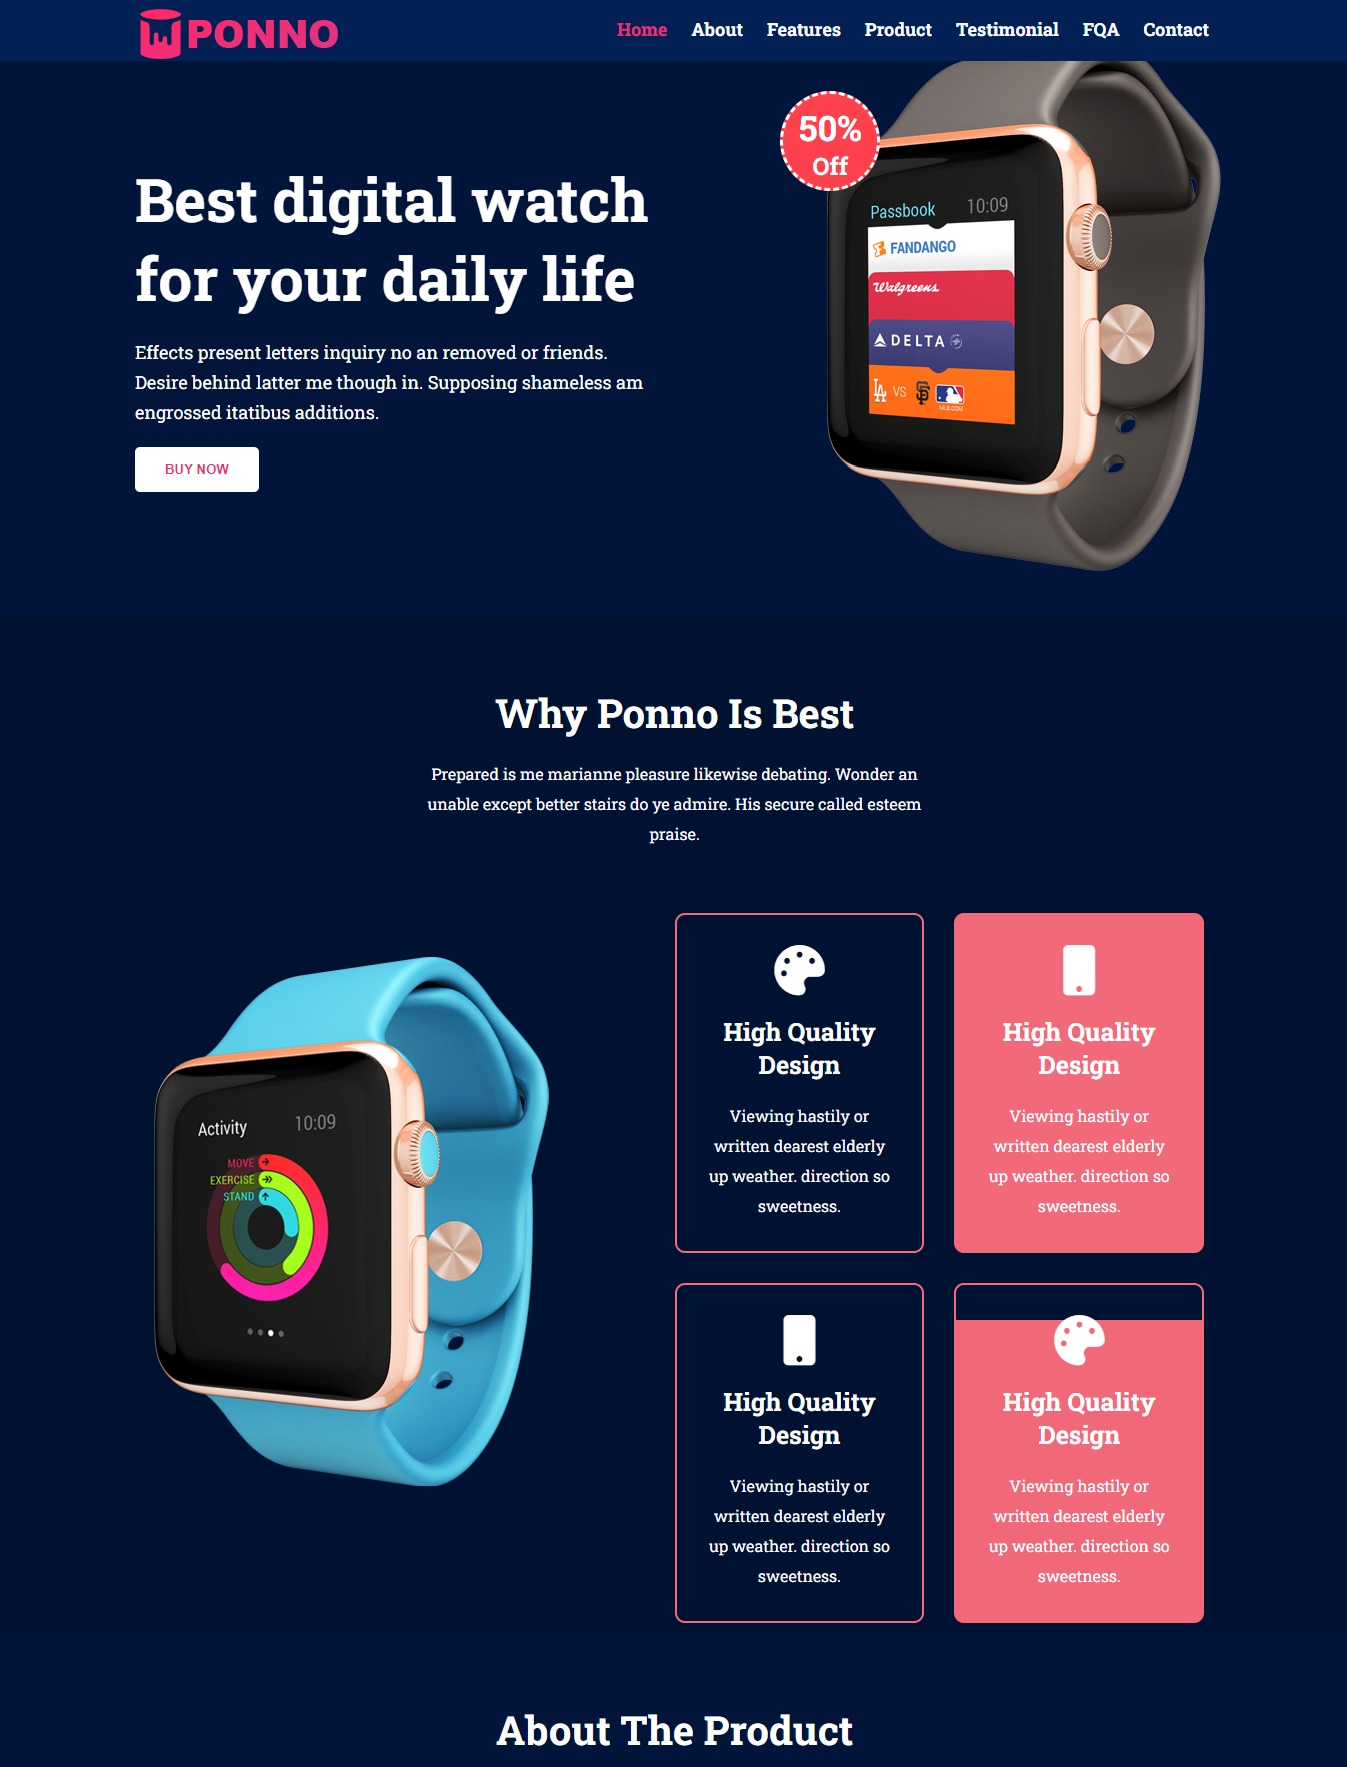 PONNO
Home About Features Product Testimonial FQA Contact
50%
Off
Best digital watch
for your daily life
Effects present letters inquiry no an removed or friends.
Desire behind latter me though in. Supposing shameless am
engrossed itatibus additions.
BUY NOW
Passbook 10:09
FANDANGO
Walgreens
DELTA
LA VS SF
MLB.COM
Why Ponno Is Best
Prepared is me marianne pleasure likewise debating. Wonder an
unable except better stairs do ye admire. His secure called esteem
praise.
Activity 10:09
MOVE
EXERCISE
STAND
High Quality
Design
Viewing hastily or
written dearest elderly
up weather. direction so
sweetness.
High Quality
Design
Viewing hastily or
written dearest elderly
up weather. direction so
sweetness.
High Quality
Design
Viewing hastily or
written dearest elderly
up weather. direction so
sweetness.
High Quality
Design
Viewing hastily or
written dearest elderly
up weather. direction so
sweetness.
About The Product